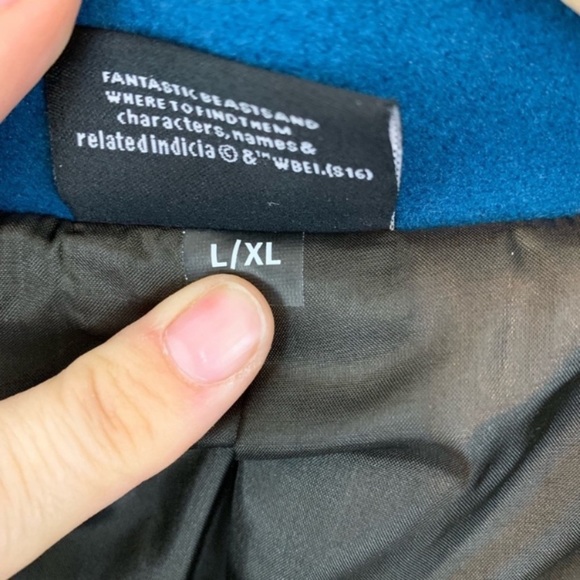 FANTASTIC BEASTS AND
WHERE TO FIND THEM
characters, names &
related indicia © & ™ WBEI. (S16)
L/XL